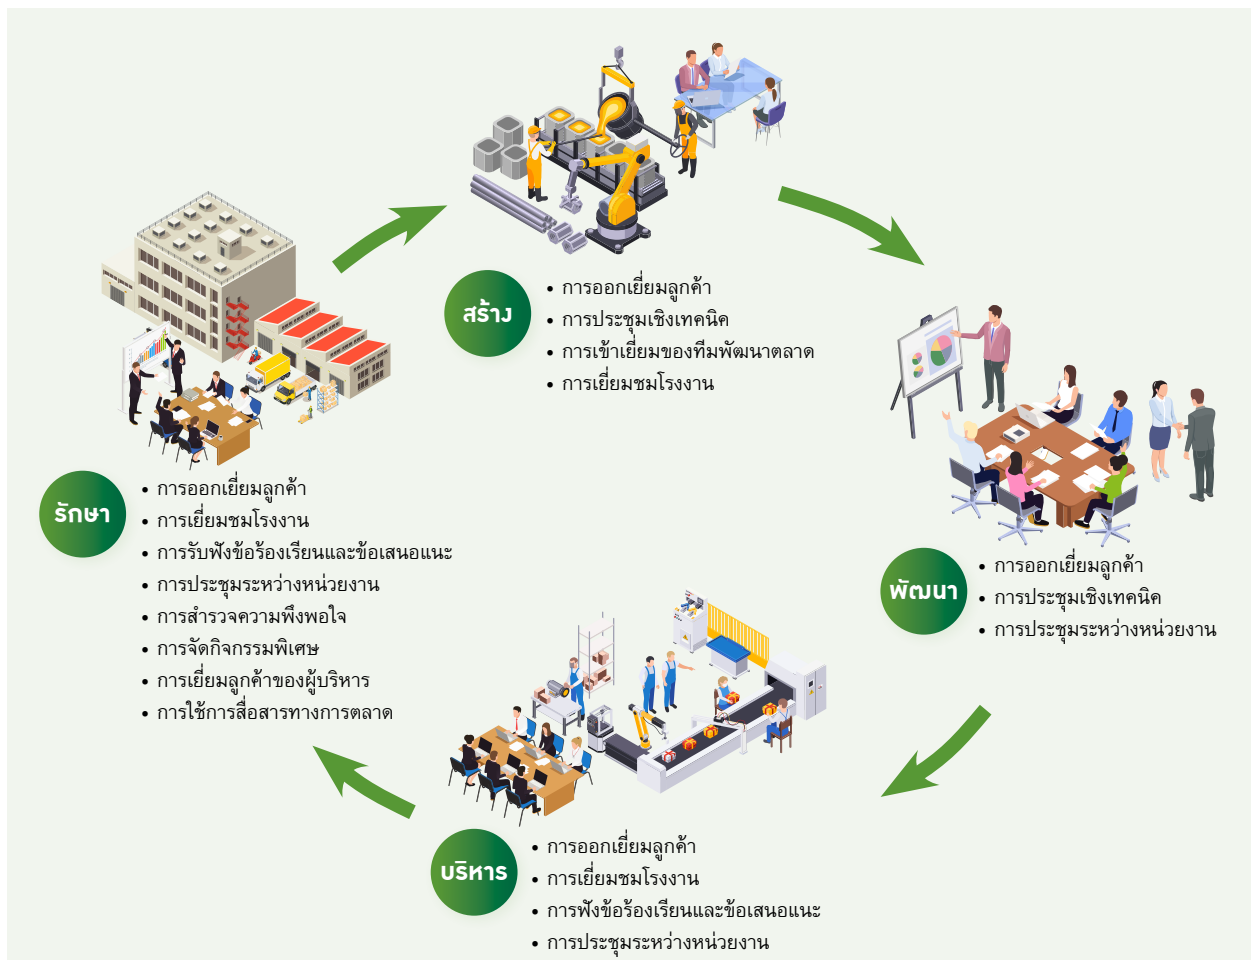 สร้าง
• การออกเยี่ยมลูกค้า
• การประชุมเชิงเทคนิค
• การเข้าเยี่ยมของทีมพัฒนาตลาด
• การเยี่ยมชมโรงงาน
พัฒนา
• การออกเยี่ยมลูกค้า
• การประชุมเชิงเทคนิค
• การประชุมระหว่างหน่วยงาน
บริหาร
• การออกเยี่ยมลูกค้า
• การเยี่ยมชมโรงงาน
• การฟังข้อร้องเรียนและข้อเสนอแนะ
• การประชุมระหว่างหน่วยงาน
รักษา
• การออกเยี่ยมลูกค้า
• การเยี่ยมชมโรงงาน
• การรับฟังข้อร้องเรียนและข้อเสนอแนะ
• การประชุมระหว่างหน่วยงาน
• การสำรวจความพึงพอใจ
• การจัดกิจกรรมพิเศษ
• การเยี่ยมลูกค้าของผู้บริหาร
• การใช้การสื่อสารทางการตลาด